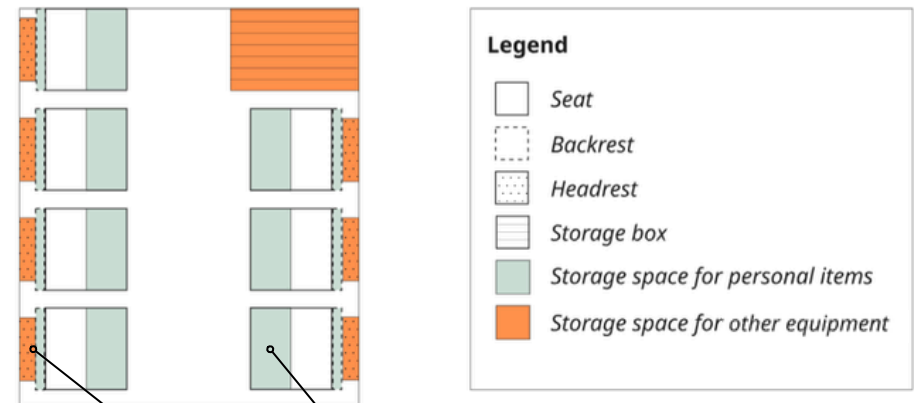 Legend
Seat
Backrest
Headrest
Storage box
Storage space for personal items
Storage space for other equipment